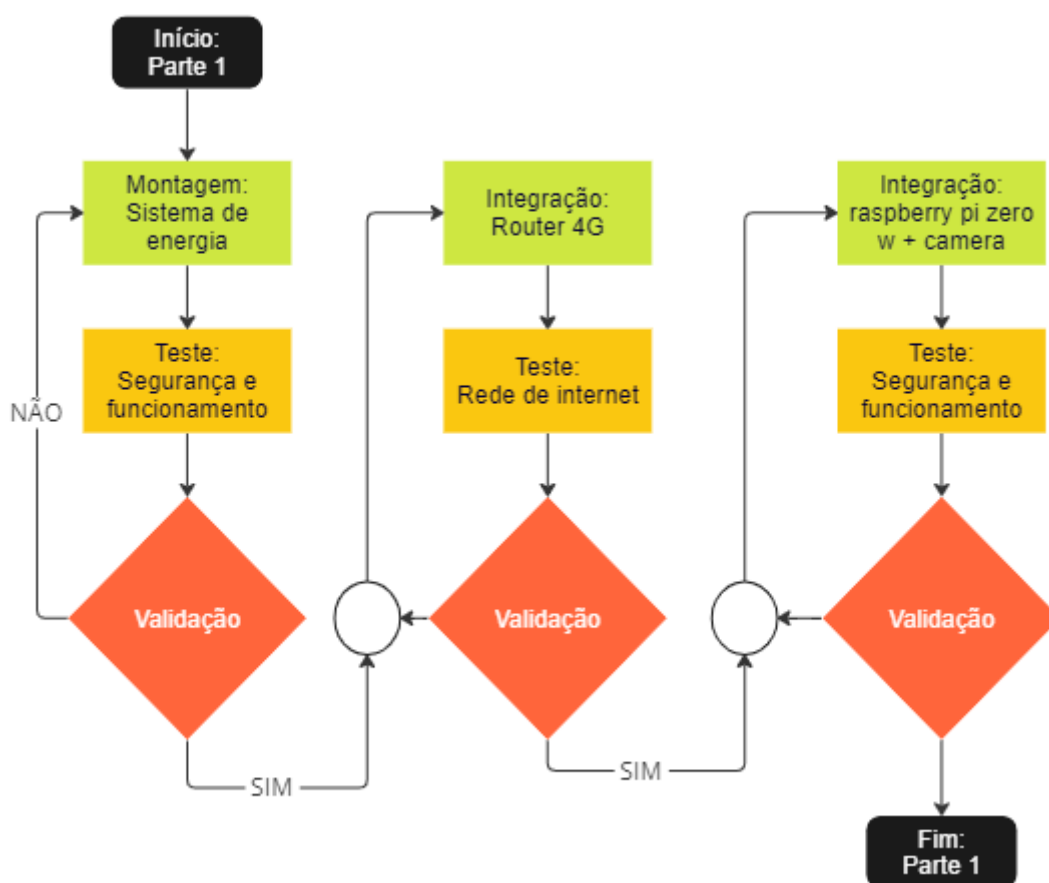 Início:
Parte 1
Montagem:
Sistema de
energia
Teste:
Segurança e
funcionamento
NÃO
Validação
SIM
Integração:
Router 4G
Teste:
Rede de internet
Validação
SIM
Integração:
raspberry pi zero
w + camera
Teste:
Segurança e
funcionamento
Validação
Fim:
Parte 1